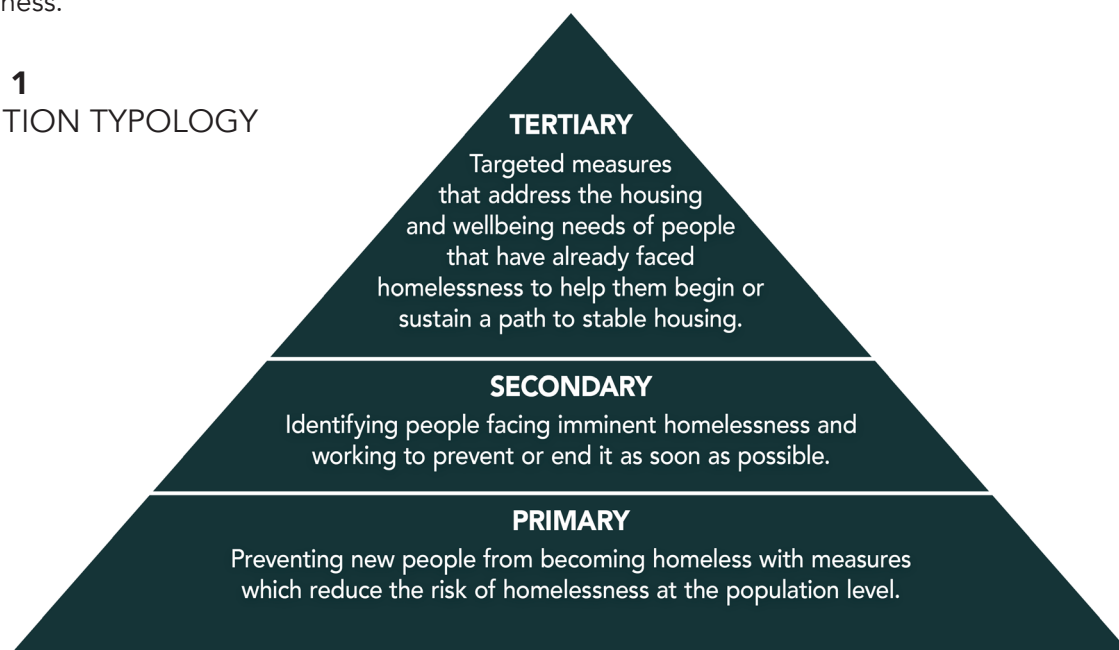 ness.
1
TION TYPOLOGY
TERTIARY
Targeted measures
that address the housing
and wellbeing needs of people
that have already faced
homelessness to help them begin or
sustain a path to stable housing.
SECONDARY
Identifying people facing imminent homelessness and
working to prevent or end it as soon as possible.
PRIMARY
Preventing new people from becoming homeless with measures
which reduce the risk of homelessness at the population level.